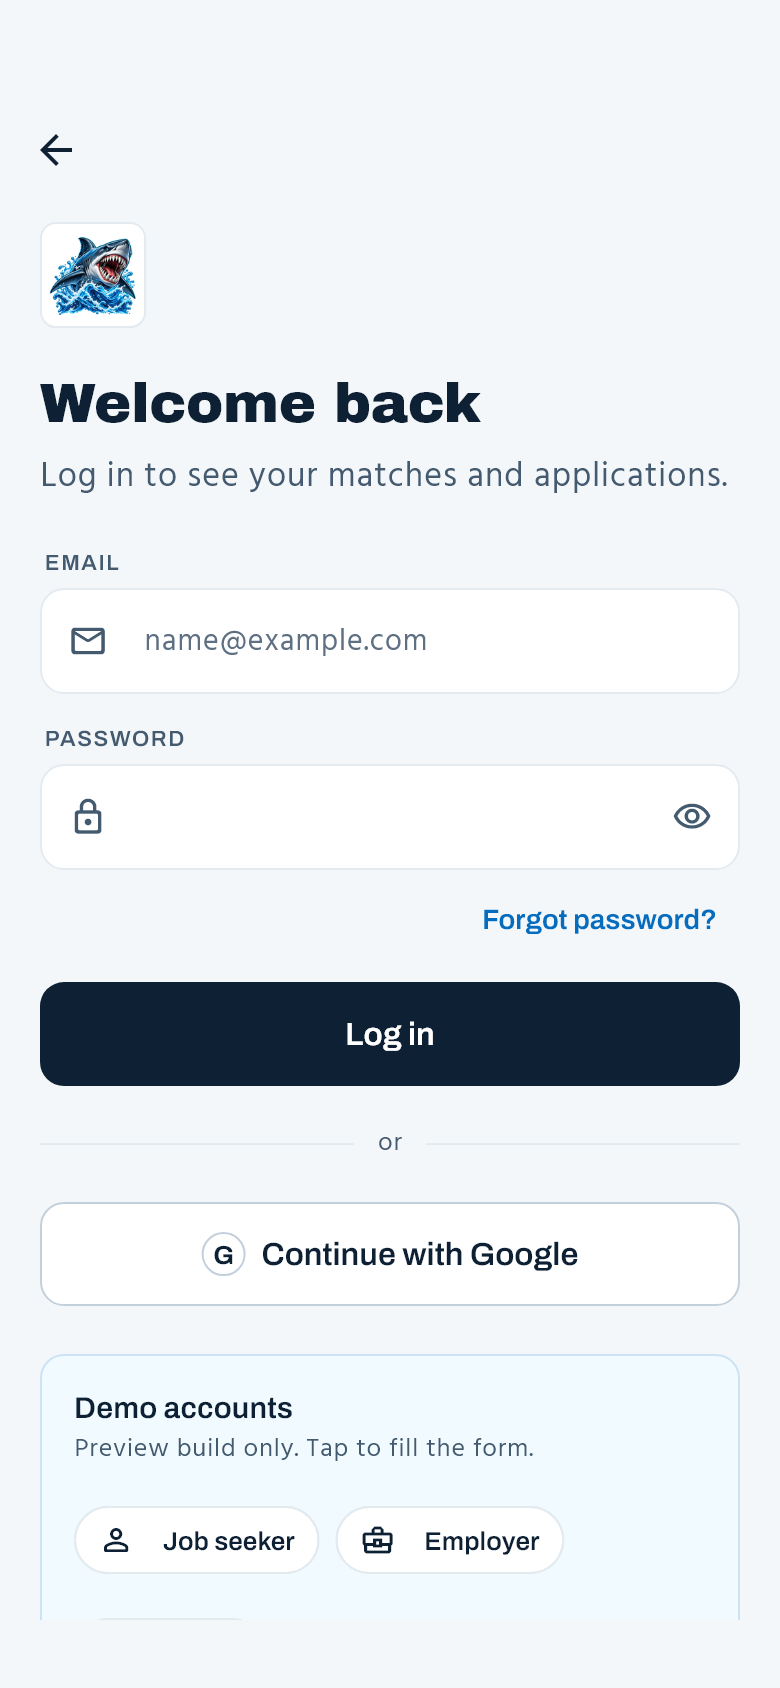 Welcome back
Log in to see your matches and applications.
EMAIL
name@example.com
PASSWORD
Forgot password?
Log in
or
G Continue with Google
Demo accounts
Preview build only. Tap to fill the form.
Job seeker Employer